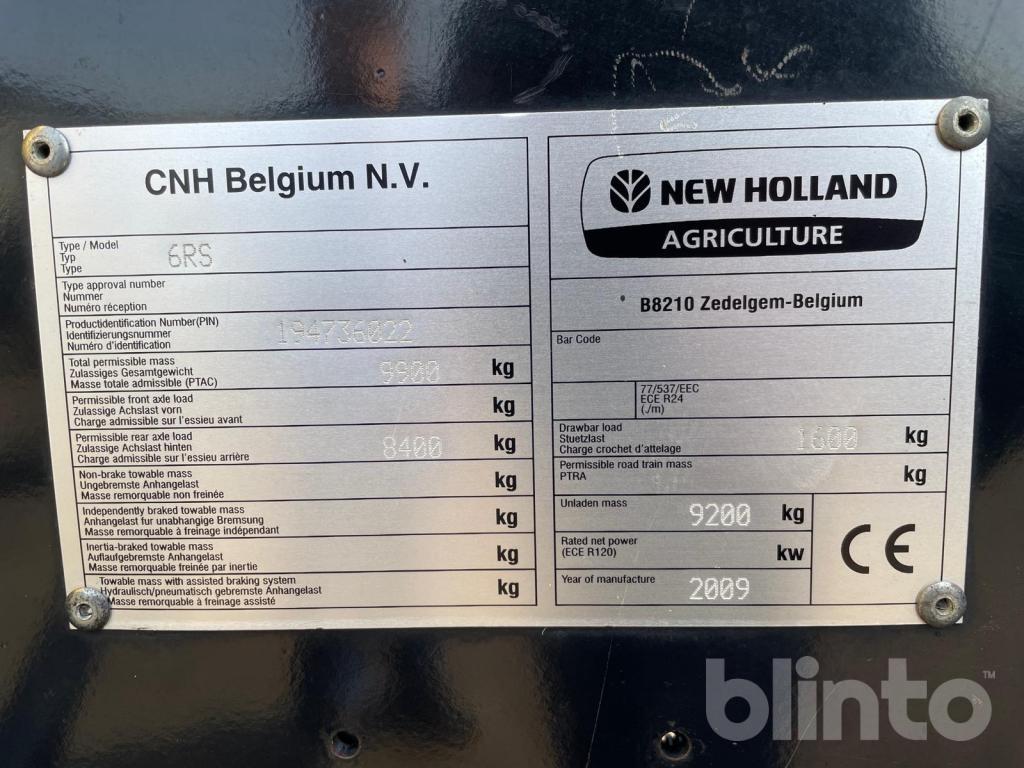 CNH Belgium N.V.
Type / Model
Typ
Type
6RS
Type approval number
Nummer
Numéro réception
Productidentification Number(PIN)
Identifizierungsnummer
Numéro d'identification
194736022
Total permissible mass
Zulassiges Gesamtgewicht
Masse totale admissible (PTAC)
9900 kg
Permissible front axle load
Zulassige Achslast vorn
Charge admissible sur l'essieu avant
kg
Permissible rear axle load
Zulassige Achslast hinten
Charge admissible sur l'essieu arrière
8400 kg
Non-brake towable mass
Ungebremste Anhangelast
Masse remorquable non freinée
kg
Independently braked towable mass
Anhangelast fur unabhangige Bremsung
Masse remorquable à freinage indépendant
kg
Inertia-braked towable mass
Auflaufgebremste Anhangelast
Masse remorquable freinée par inertie
kg
Towable mass with assisted braking system
Hydraulisch/pneumatisch gebremste Anhangelast
Masse remorquable à freinage assisté
kg
NEW HOLLAND
AGRICULTURE
B8210 Zedelgem-Belgium
Bar Code
77/537/EEC
ECE R24
(./m)
Drawbar load
Stuetzlast
Charge crochet d'attelage
1600 kg
Permissible road train mass
PTRA
kg
Unladen mass
9200 kg
Rated net power
(ECE R120)
kw
Year of manufacture
2009
CE
blinto™